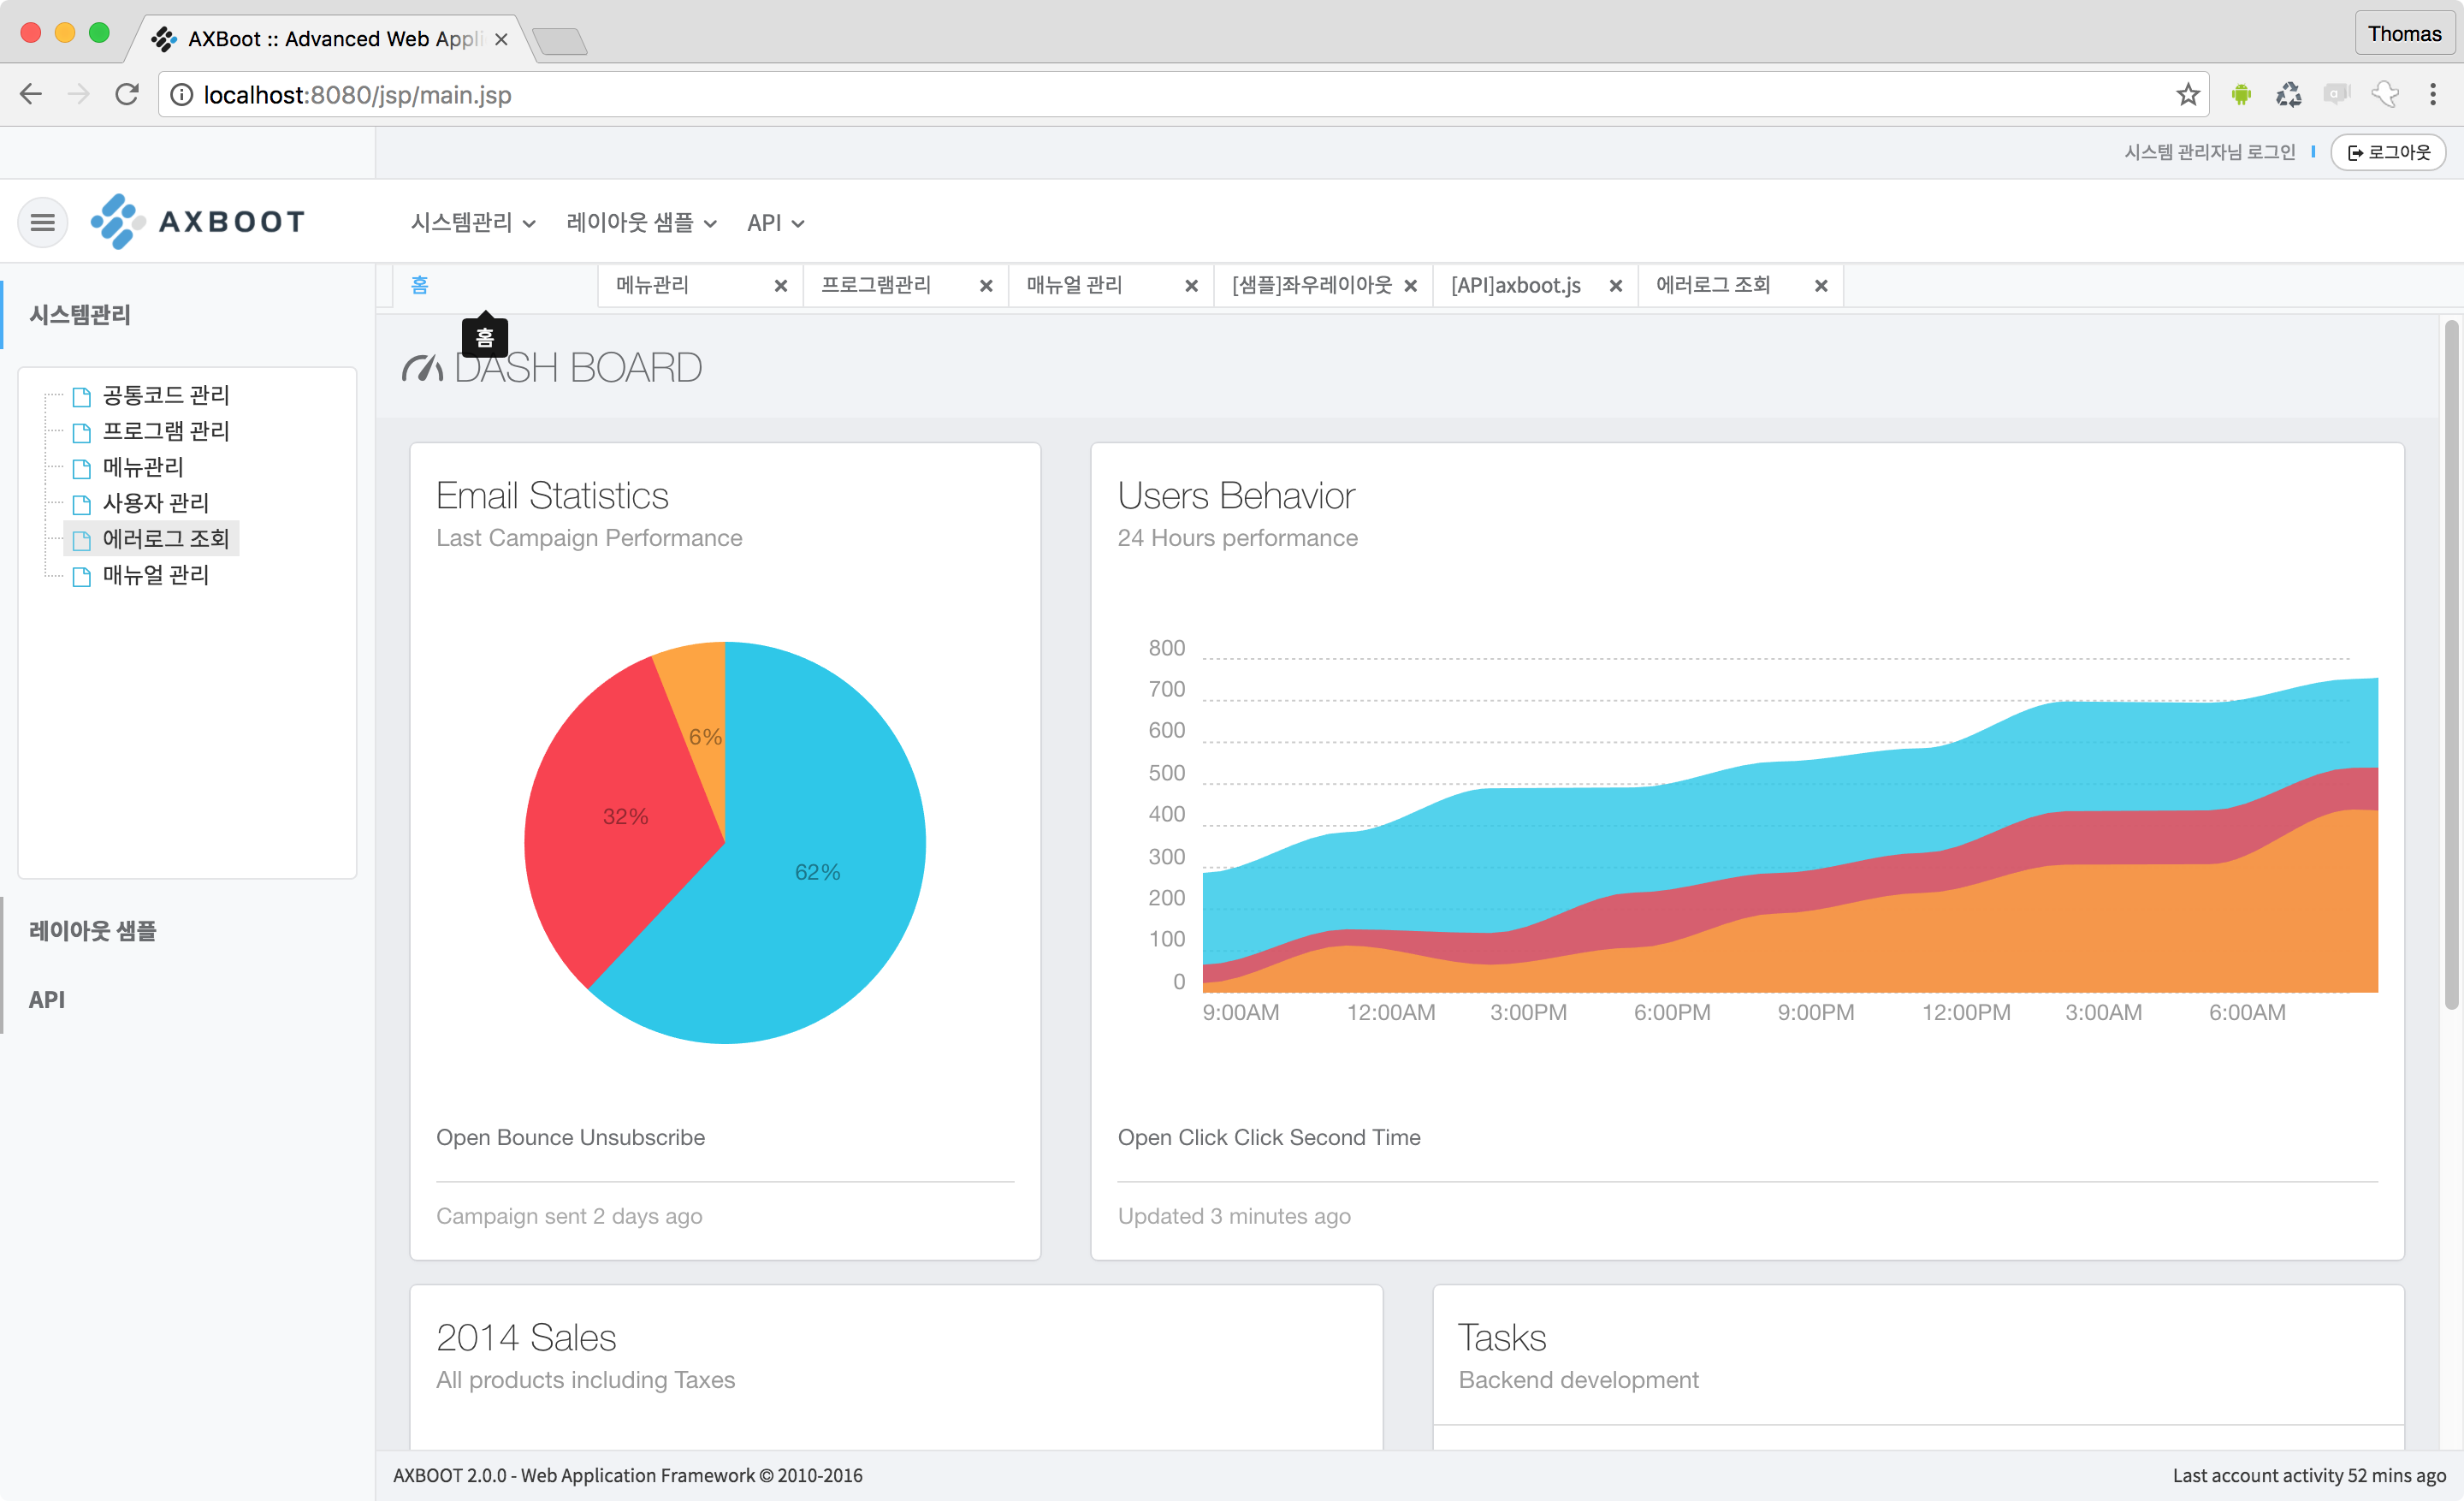 AXBoot :: Advanced Web Appli
Thomas
localhost:8080/jsp/main.jsp
시스템 관리자님 로그인
로그아웃
AXBOOT
시스템관리
레이아웃 샘플
API
홈
메뉴관리
프로그램관리
매뉴얼 관리
[샘플]좌우레이아웃
[API]axboot.js
에러로그 조회
홈
시스템관리
공통코드 관리
프로그램 관리
메뉴관리
사용자 관리
에러로그 조회
매뉴얼 관리
레이아웃 샘플
API
DASH BOARD
Email Statistics
Last Campaign Performance
6%
32%
62%
Open Bounce Unsubscribe
Campaign sent 2 days ago
Users Behavior
24 Hours performance
800
700
600
500
400
300
200
100
0
9:00AM 12:00AM 3:00PM 6:00PM 9:00PM 12:00PM 3:00AM 6:00AM
Open Click Click Second Time
Updated 3 minutes ago
2014 Sales
All products including Taxes
Tasks
Backend development
AXBOOT 2.0.0 - Web Application Framework © 2010-2016
Last account activity 52 mins ago